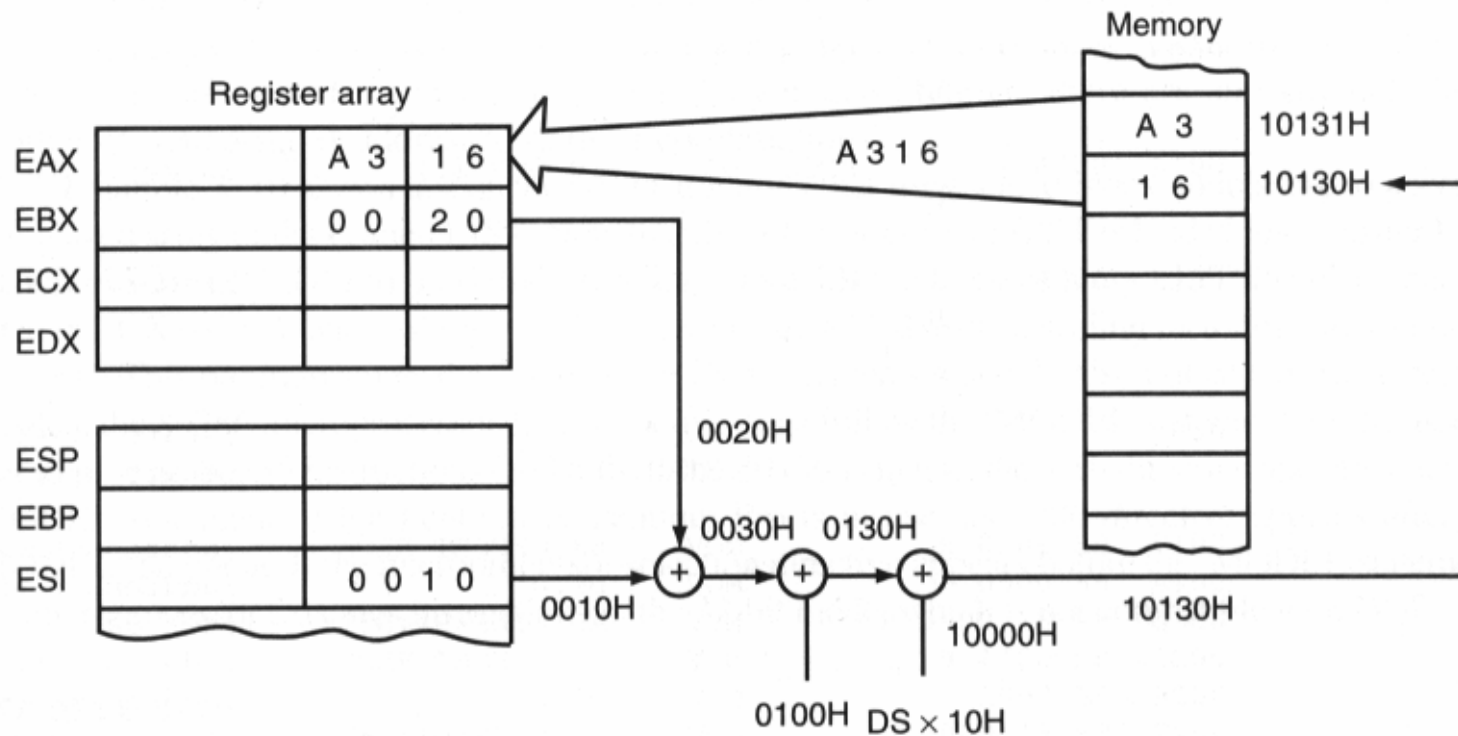 Memory
Register array
EAX A 3 1 6
A 3 1 6
A 3 10131H
1 6 10130H
EBX 0 0 2 0
ECX
EDX
0020H
ESP
EBP
0030H 0130H
ESI 0 0 1 0
+ + +
0010H
10000H
10130H
0100H DS × 10H